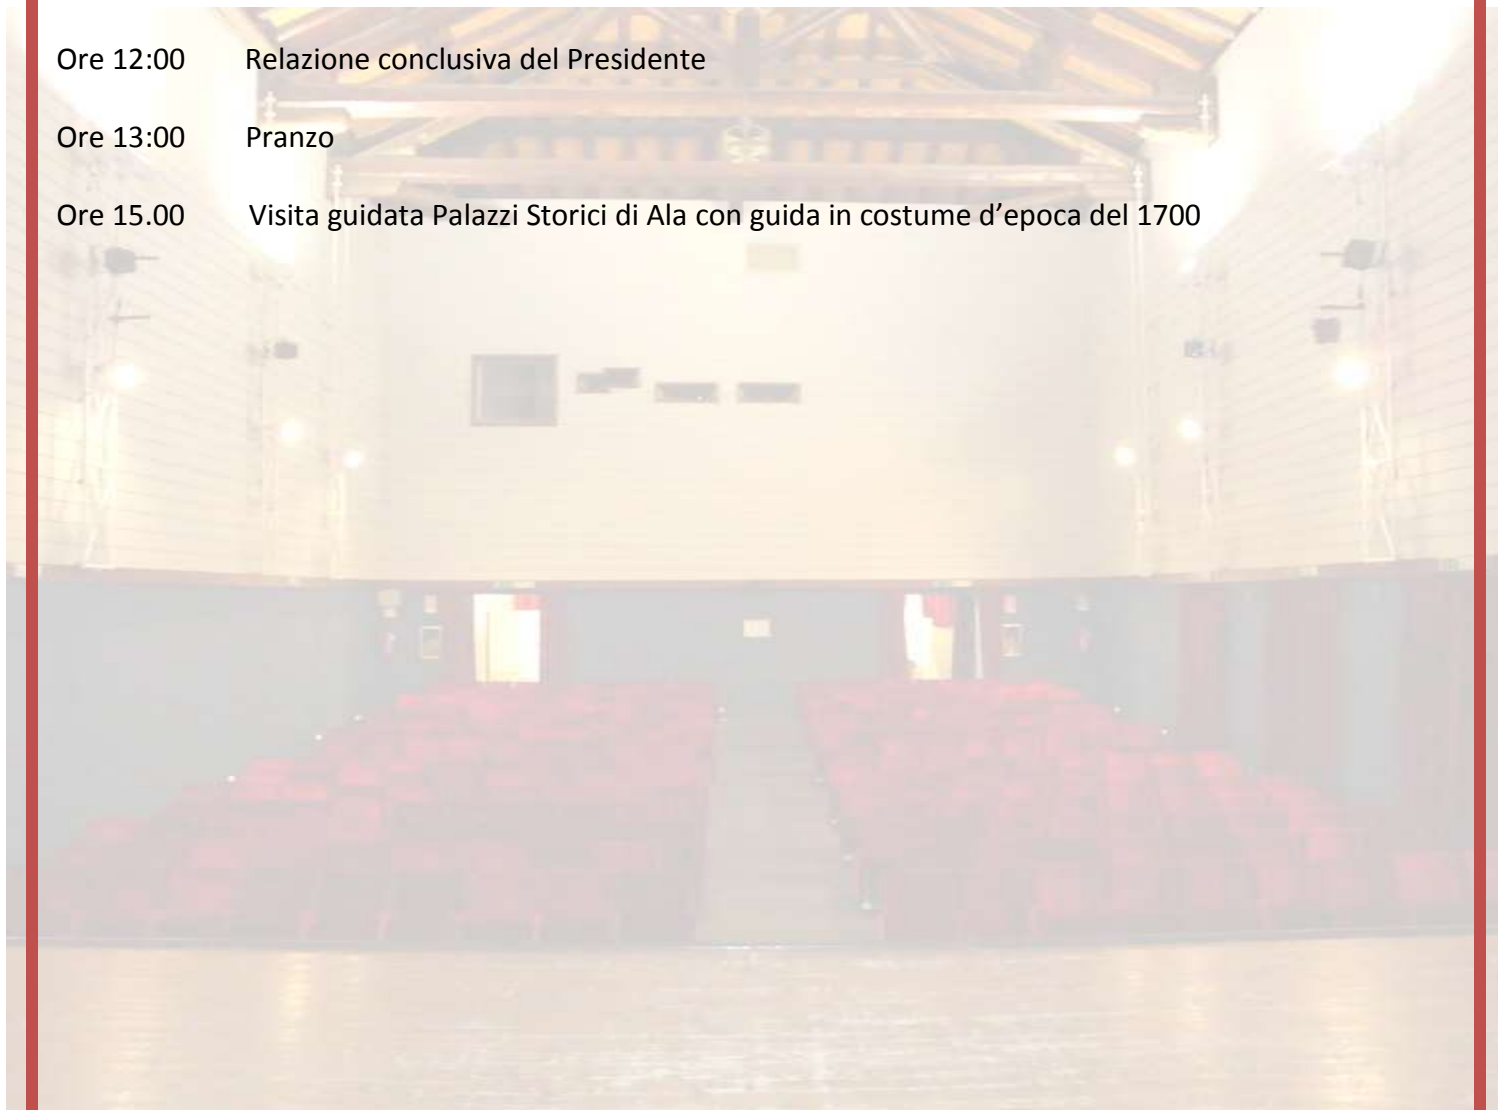 Ore 12:00 Relazione conclusiva del Presidente
Ore 13:00 Pranzo
Ore 15.00 Visita guidata Palazzi Storici di Ala con guida in costume d’epoca del 1700